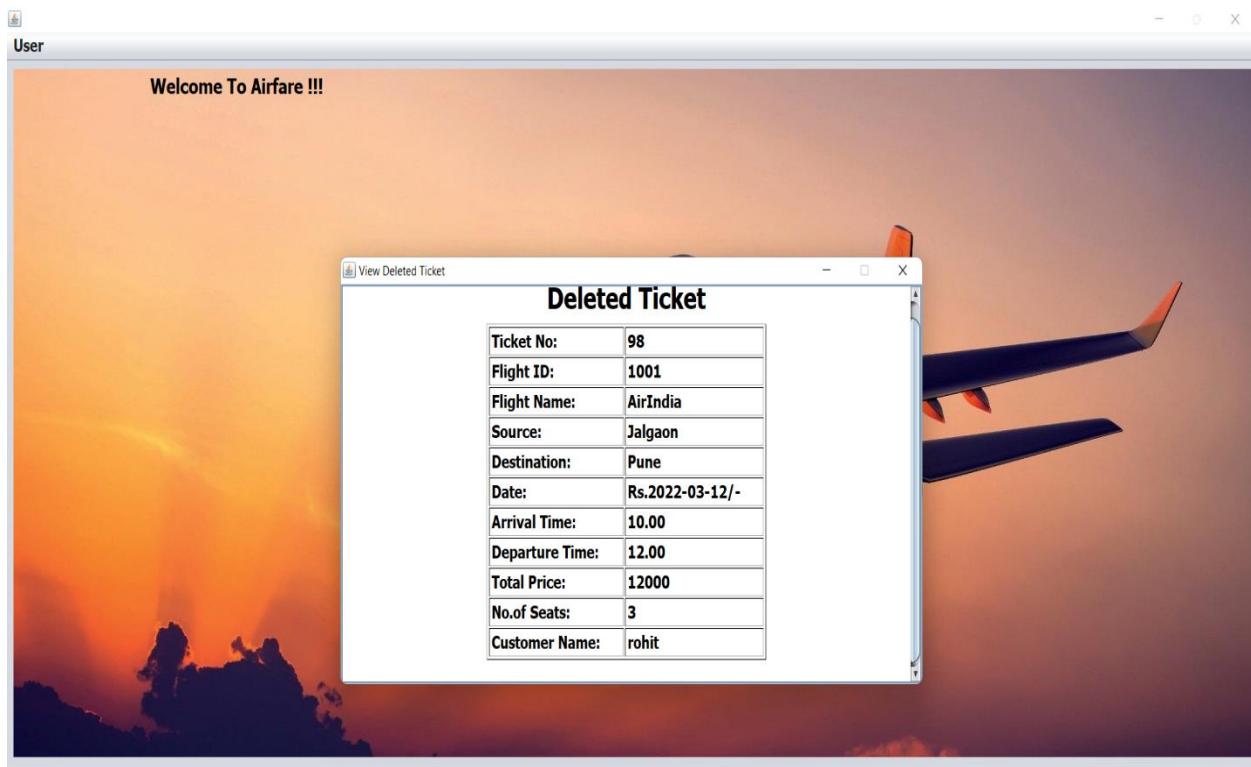 User
Welcome To Airfare !!!
View Deleted Ticket
Deleted Ticket
Ticket No: 98
Flight ID: 1001
Flight Name: AirIndia
Source: Jalgaon
Destination: Pune
Date: Rs.2022-03-12/-
Arrival Time: 10.00
Departure Time: 12.00
Total Price: 12000
No.of Seats: 3
Customer Name: rohit